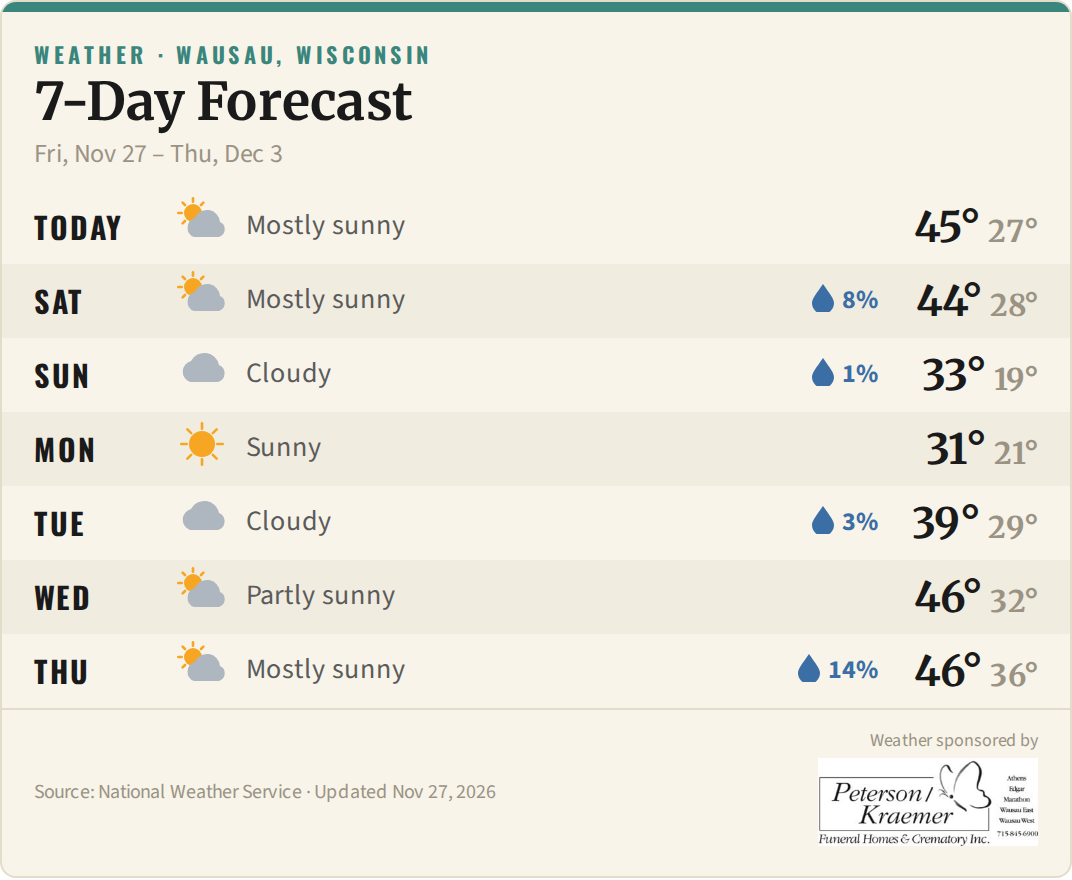 WEATHER · WAUSAU, WISCONSIN
7-Day Forecast
Fri, Nov 27 – Thu, Dec 3
TODAY Mostly sunny 45° 27°
SAT Mostly sunny 8% 44° 28°
SUN Cloudy 1% 33° 19°
MON Sunny 31° 21°
TUE Cloudy 3% 39° 29°
WED Partly sunny 46° 32°
THU Mostly sunny 14% 46° 36°
Weather sponsored by
Source: National Weather Service · Updated Nov 27, 2026
Peterson/
Kraemer
Funeral Homes & Crematory Inc.
Athens
Edgar
Marathon
Wausau East
Wausau West
715-845-6900